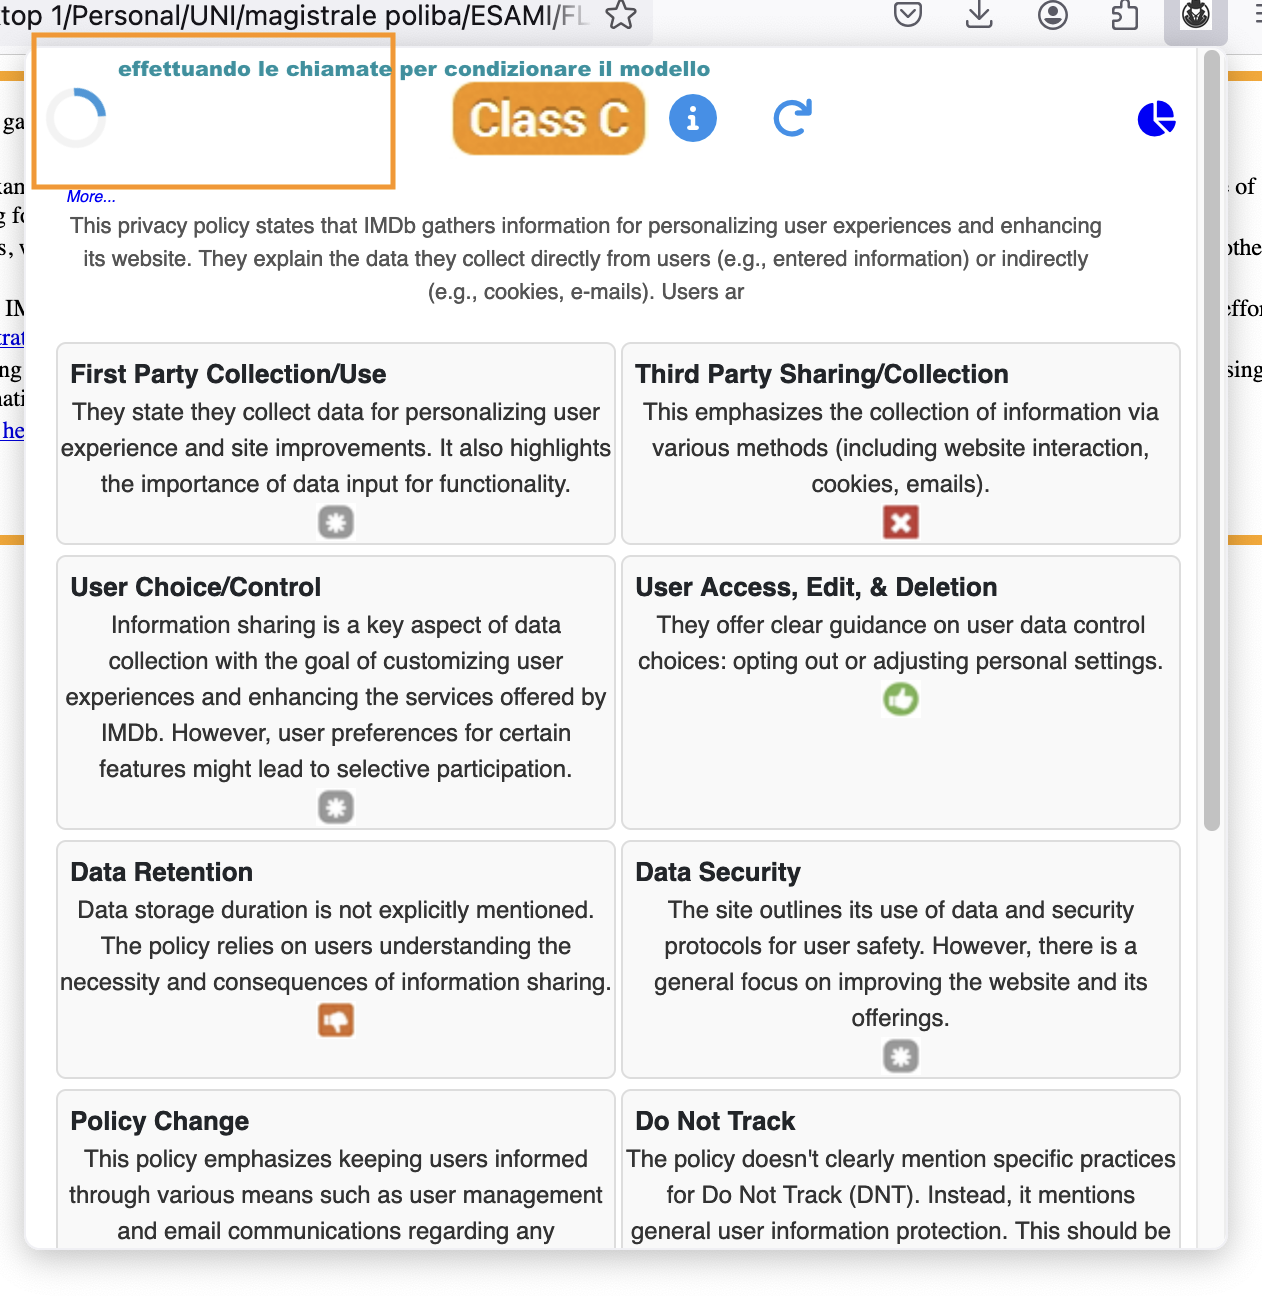 top 1/Personal/UNI/magistrale poliba/ESAMI/FL
effettuando le chiamate per condizionare il modello
Class C
More...
This privacy policy states that IMDb gathers information for personalizing user experiences and enhancing
its website. They explain the data they collect directly from users (e.g., entered information) or indirectly
(e.g., cookies, e-mails). Users ar
First Party Collection/Use
They state they collect data for personalizing user
experience and site improvements. It also highlights
the importance of data input for functionality.
Third Party Sharing/Collection
This emphasizes the collection of information via
various methods (including website interaction,
cookies, emails).
User Choice/Control
Information sharing is a key aspect of data
collection with the goal of customizing user
experiences and enhancing the services offered by
IMDb. However, user preferences for certain
features might lead to selective participation.
User Access, Edit, & Deletion
They offer clear guidance on user data control
choices: opting out or adjusting personal settings.
Data Retention
Data storage duration is not explicitly mentioned.
The policy relies on users understanding the
necessity and consequences of information sharing.
Data Security
The site outlines its use of data and security
protocols for user safety. However, there is a
general focus on improving the website and its
offerings.
Policy Change
This policy emphasizes keeping users informed
through various means such as user management
and email communications regarding any
Do Not Track
The policy doesn't clearly mention specific practices
for Do Not Track (DNT). Instead, it mentions
general user information protection. This should be